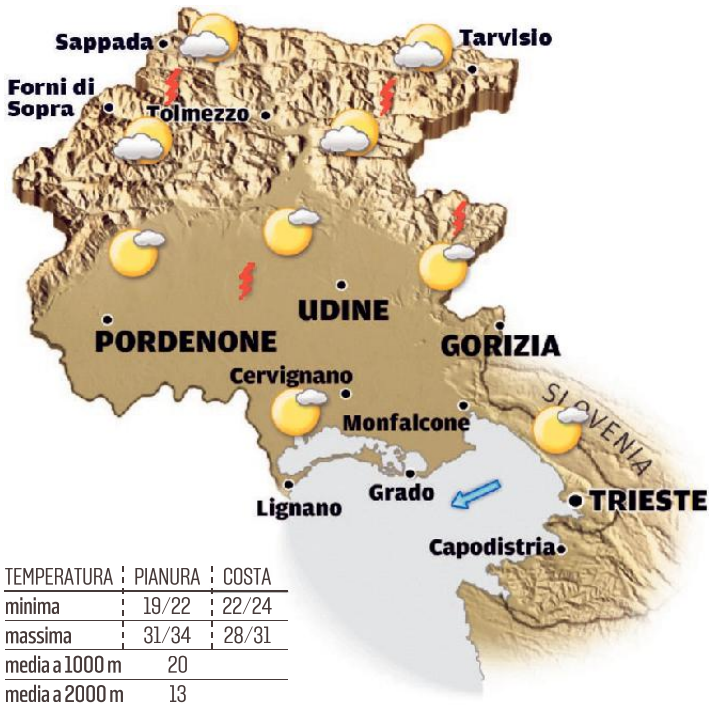 Sappada
Tarvisio
Forni di
Sopra
Tolmezzo
UDINE
PORDENONE
GORIZIA
Cervignano
SLOVENIA
Monfalcone
Grado
Lignano
TRIESTE
Capodistria
TEMPERATURA PIANURA COSTA
minima 19/22 22/24
massima 31/34 28/31
media a 1000 m 20
media a 2000 m 13